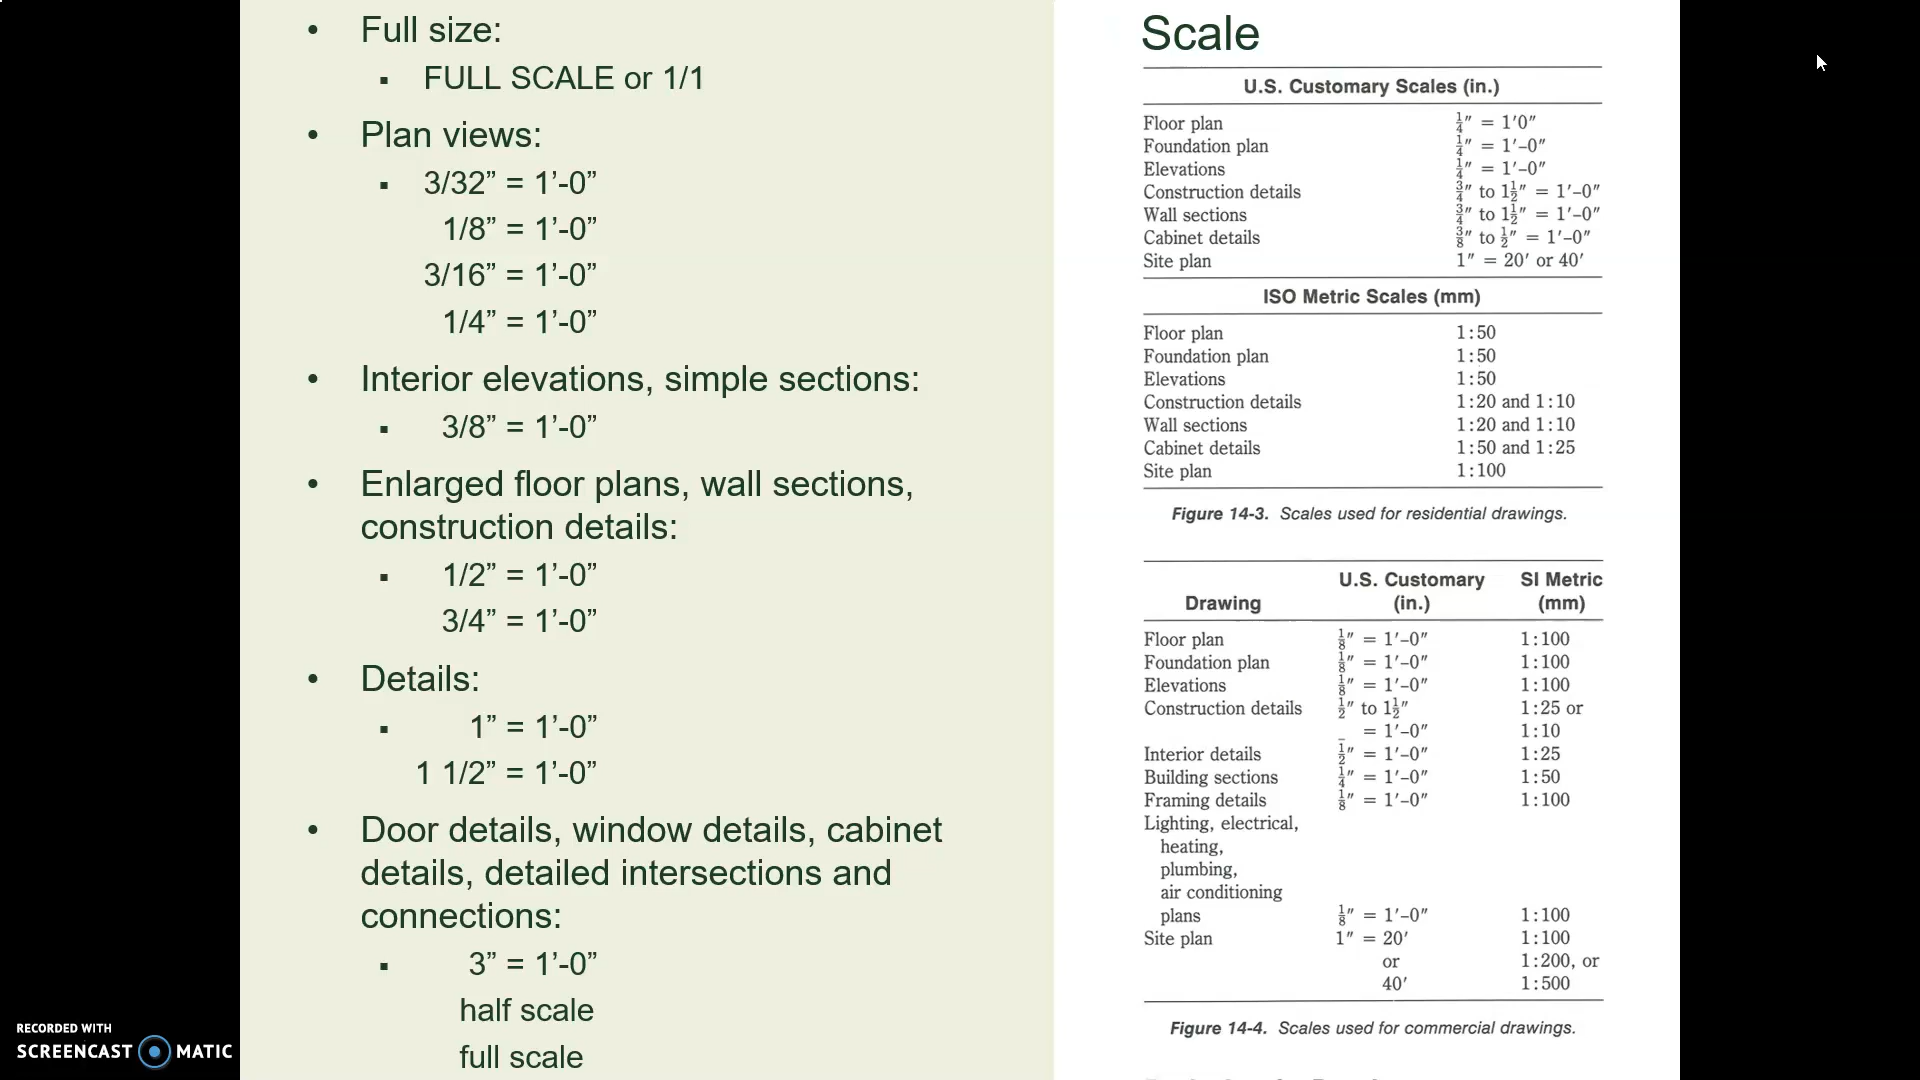 • Full size:
▪ FULL SCALE or 1/1
• Plan views:
▪ 3/32” = 1’-0”
1/8” = 1’-0”
3/16” = 1’-0”
1/4” = 1’-0”
• Interior elevations, simple sections:
▪ 3/8” = 1’-0”
• Enlarged floor plans, wall sections,
construction details:
▪ 1/2” = 1’-0”
3/4” = 1’-0”
• Details:
▪ 1” = 1’-0”
1 1/2” = 1’-0”
• Door details, window details, cabinet
details, detailed intersections and
connections:
▪ 3” = 1’-0”
half scale
full scale
Scale
U.S. Customary Scales (in.)
Floor plan ¼″ = 1′0″
Foundation plan ¼″ = 1′–0″
Elevations ¼″ = 1′–0″
Construction details ¾″ to 1½″ = 1′–0″
Wall sections ¾″ to 1½″ = 1′–0″
Cabinet details ⅜″ to ½″ = 1′–0″
Site plan 1″ = 20′ or 40′
ISO Metric Scales (mm)
Floor plan 1:50
Foundation plan 1:50
Elevations 1:50
Construction details 1:20 and 1:10
Wall sections 1:20 and 1:10
Cabinet details 1:50 and 1:25
Site plan 1:100
Figure 14-3. Scales used for residential drawings.
U.S. Customary SI Metric
Drawing (in.) (mm)
Floor plan ⅛″ = 1′–0″ 1:100
Foundation plan ⅛″ = 1′–0″ 1:100
Elevations ⅛″ = 1′–0″ 1:100
Construction details ½″ to 1½″ 1:25 or
= 1′–0″ 1:10
Interior details ½″ = 1′–0″ 1:25
Building sections ¼″ = 1′–0″ 1:50
Framing details ⅛″ = 1′–0″ 1:100
Lighting, electrical,
heating,
plumbing,
air conditioning
plans ⅛″ = 1′–0″ 1:100
Site plan 1″ = 20′ 1:100
or 1:200, or
40′ 1:500
Figure 14-4. Scales used for commercial drawings.
RECORDED WITH
SCREENCAST MATIC